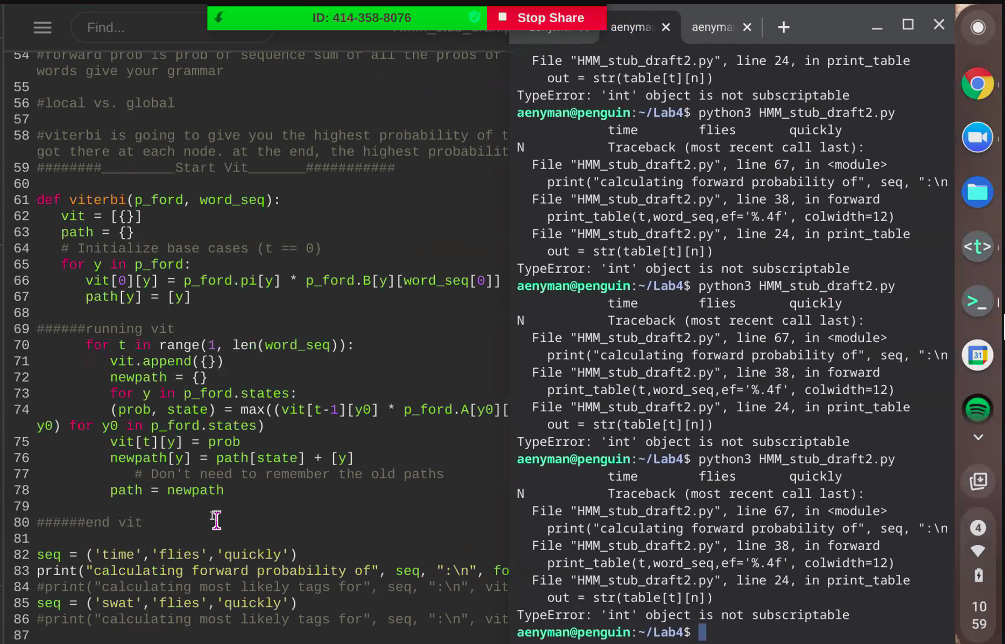 ID: 414-358-8076
Stop Share
Find...
aenyman
aenyman
54 #forward prob is prob of sequence sum of all the probs of
words give your grammar
55
56 #local vs. global
57
58 #viterbi is going to give you the highest probability of t
got there at each node. at the end, the highest probabilit
59 ########_________Start Vit_______###########
60
61 def viterbi(p_ford, word_seq):
62 vit = [{}]
63 path = {}
64 # Initialize base cases (t == 0)
65 for y in p_ford:
66 vit[0][y] = p_ford.pi[y] * p_ford.B[y][word_seq[0]]
67 path[y] = [y]
68
69 ######running vit
70 for t in range(1, len(word_seq)):
71 vit.append({})
72 newpath = {}
73 for y in p_ford.states:
74 (prob, state) = max((vit[t-1][y0] * p_ford.A[y0][
y0) for y0 in p_ford.states)
75 vit[t][y] = prob
76 newpath[y] = path[state] + [y]
77 # Don't need to remember the old paths
78 path = newpath
79
80 ######end vit
81
82 seq = ('time','flies','quickly')
83 print("calculating forward probability of", seq, ":\n", fo
84 #print("calculating most likely tags for", seq, ":\n", vit
85 seq = ('swat','flies','quickly')
86 #print("calculating most likely tags for", seq, ":\n", vit
87
File "HMM_stub_draft2.py", line 24, in print_table
out = str(table[t][n])
TypeError: 'int' object is not subscriptable
aenyman@penguin:~/Lab4$ python3 HMM_stub_draft2.py
time flies quickly
N Traceback (most recent call last):
File "HMM_stub_draft2.py", line 67, in <module>
print("calculating forward probability of", seq, ":\n
File "HMM_stub_draft2.py", line 38, in forward
print_table(t,word_seq,ef='%.4f', colwidth=12)
File "HMM_stub_draft2.py", line 24, in print_table
out = str(table[t][n])
TypeError: 'int' object is not subscriptable
aenyman@penguin:~/Lab4$ python3 HMM_stub_draft2.py
time flies quickly
N Traceback (most recent call last):
File "HMM_stub_draft2.py", line 67, in <module>
print("calculating forward probability of", seq, ":\n
File "HMM_stub_draft2.py", line 38, in forward
print_table(t,word_seq,ef='%.4f', colwidth=12)
File "HMM_stub_draft2.py", line 24, in print_table
out = str(table[t][n])
TypeError: 'int' object is not subscriptable
aenyman@penguin:~/Lab4$ python3 HMM_stub_draft2.py
time flies quickly
N Traceback (most recent call last):
File "HMM_stub_draft2.py", line 67, in <module>
print("calculating forward probability of", seq, ":\n
File "HMM_stub_draft2.py", line 38, in forward
print_table(t,word_seq,ef='%.4f', colwidth=12)
File "HMM_stub_draft2.py", line 24, in print_table
out = str(table[t][n])
TypeError: 'int' object is not subscriptable
aenyman@penguin:~/Lab4$
<t>
>_
31
4
10
59